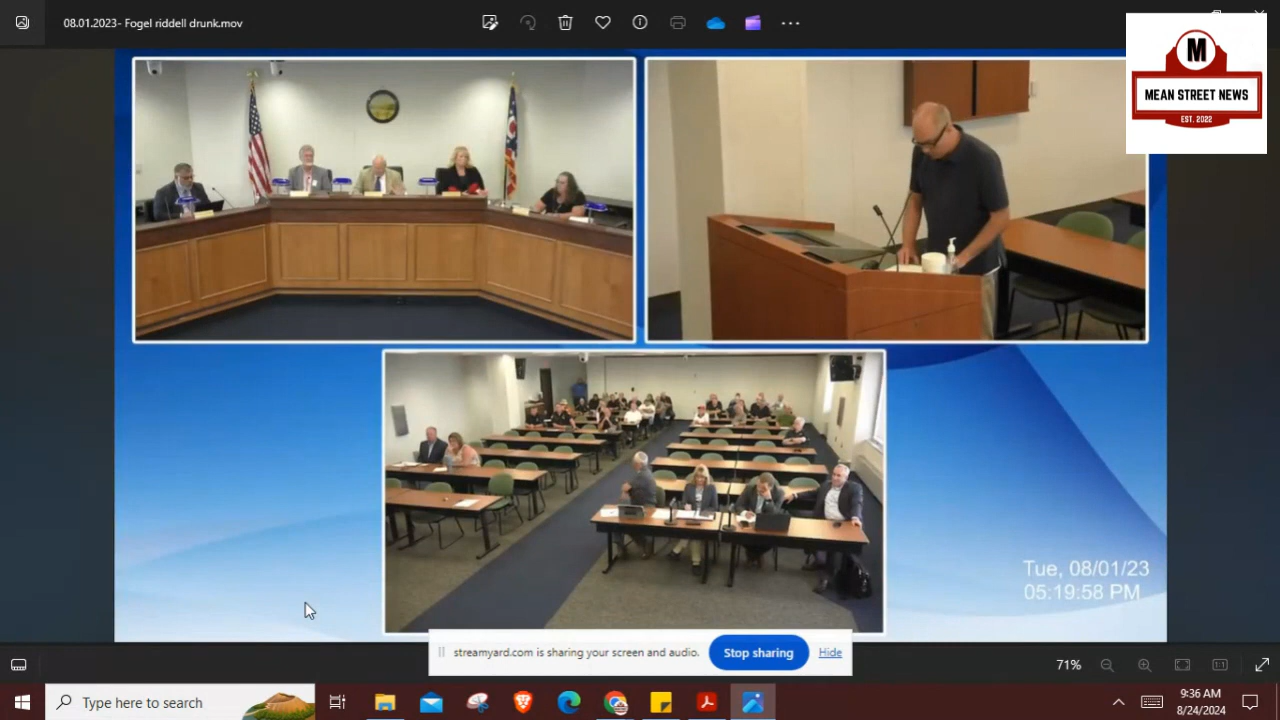 08.01.2023- Fogel riddell drunk.mov
M
MEAN STREET NEWS
EST. 2022
Tue, 08/01/23
05:19:58 PM
streamyard.com is sharing your screen and audio.
Stop sharing
Hide
71%
1:1
Type here to search
9:36 AM
8/24/2024